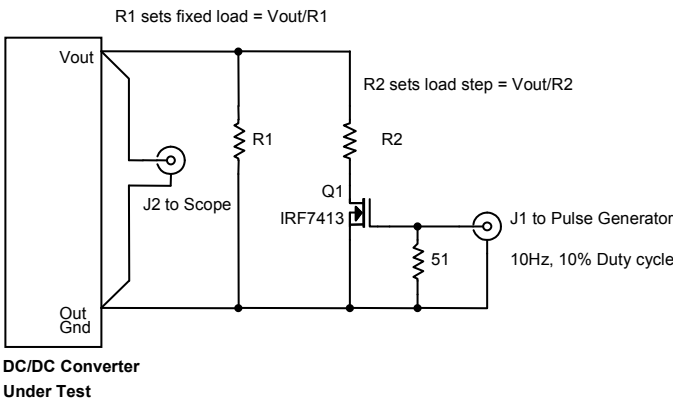 R1 sets fixed load = Vout/R1
Vout
R2 sets load step = Vout/R2
R1
R2
J2 to Scope
Q1
IRF7413
J1 to Pulse Generator
51
10Hz, 10% Duty cycle
Out
Gnd
DC/DC Converter
Under Test